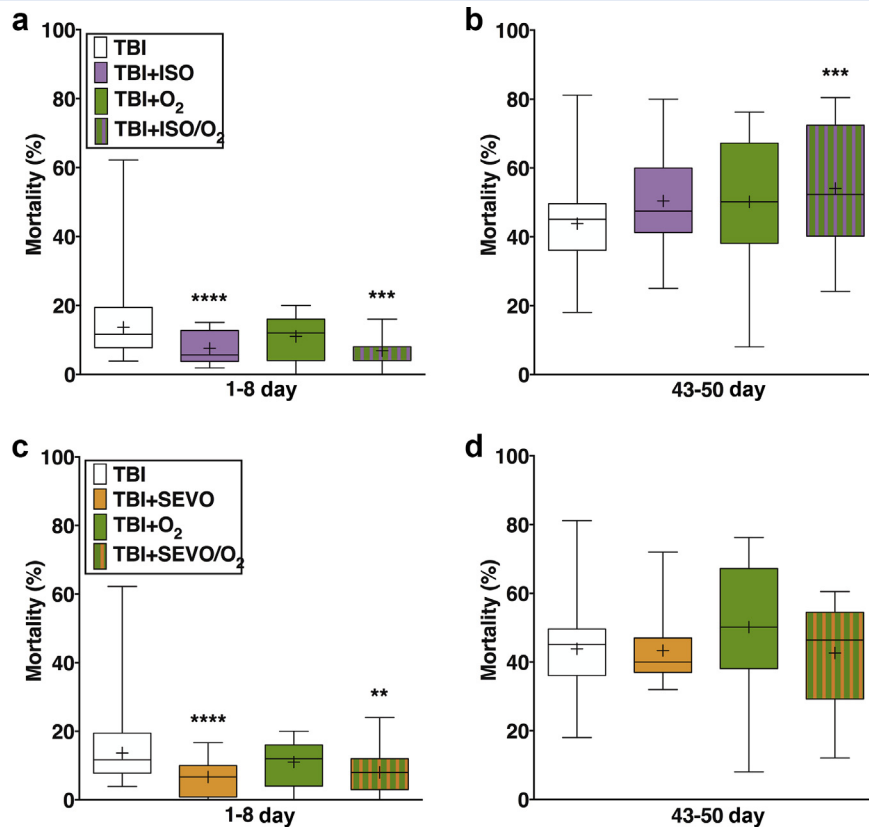 a
100
80
60
40
20
0
Mortality (%)
TBI
TBI+ISO
TBI+O₂
TBI+ISO/O₂
****
***
1-8 day
b
100
80
60
40
20
0
Mortality (%)
***
43-50 day
c
100
80
60
40
20
0
Mortality (%)
TBI
TBI+SEVO
TBI+O₂
TBI+SEVO/O₂
****
**
1-8 day
d
100
80
60
40
20
0
Mortality (%)
43-50 day